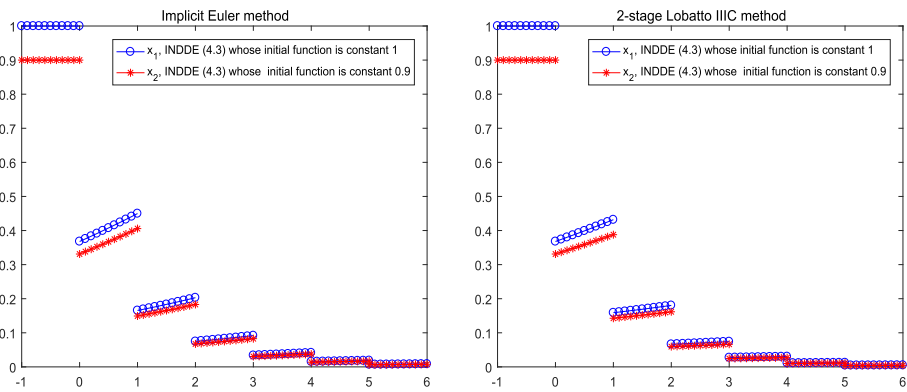 Implicit Euler method
x1, INDDE (4.3) whose initial function is constant 1
x2, INDDE (4.3) whose  initial function is constant 0.9
1
0.9
0.8
0.7
0.6
0.5
0.4
0.3
0.2
0.1
0
-1 0 1 2 3 4 5 6
2-stage Lobatto IIIC method
x1, INDDE (4.3) whose initial function is constant 1
x2, INDDE (4.3) whose  initial function is constant 0.9
1
0.9
0.8
0.7
0.6
0.5
0.4
0.3
0.2
0.1
0
-1 0 1 2 3 4 5 6